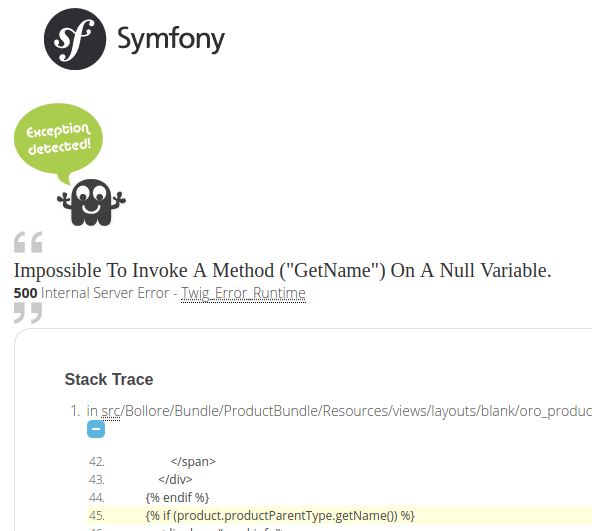 Symfony
Exception
detected!
Impossible To Invoke A Method ("GetName") On A Null Variable.
500 Internal Server Error - Twig_Error_Runtime
Stack Trace
1. in src/Bollore/Bundle/ProductBundle/Resources/views/layouts/blank/oro_produc
42. </span>
43. </div>
44. {% endif %}
45. {% if (product.productParentType.getName()) %}